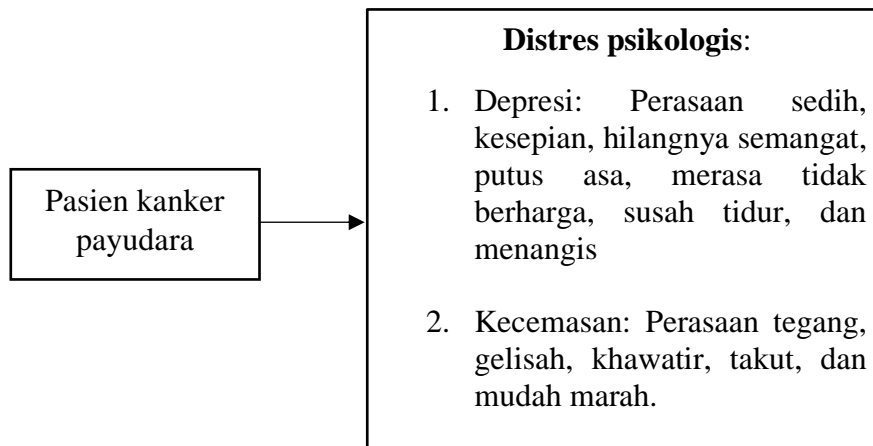 Pasien kanker
payudara
Distres psikologis:
1. Depresi: Perasaan sedih,
kesepian, hilangnya semangat,
putus asa, merasa tidak
berharga, susah tidur, dan
menangis
2. Kecemasan: Perasaan tegang,
gelisah, khawatir, takut, dan
mudah marah.